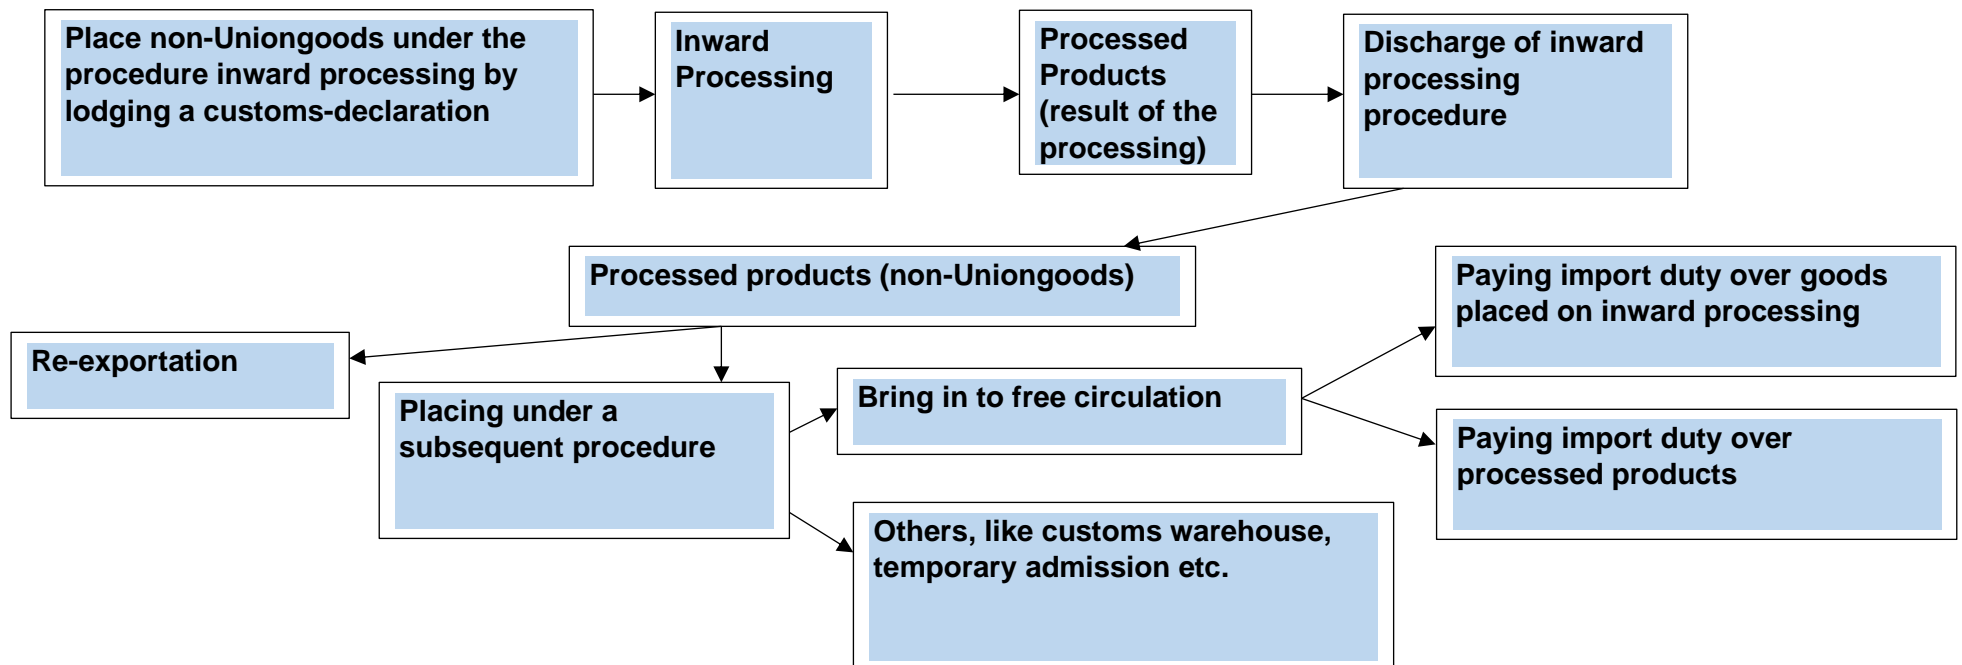 Place non-Uniongoods under the
procedure inward processing by
lodging a customs-declaration
Inward
Processing
Processed
Products
(result of the
processing)
Discharge of inward
processing
procedure
Processed products (non-Uniongoods)
Re-exportation
Placing under a
subsequent procedure
Bring in to free circulation
Others, like customs warehouse,
temporary admission etc.
Paying import duty over goods
placed on inward processing
Paying import duty over
processed products